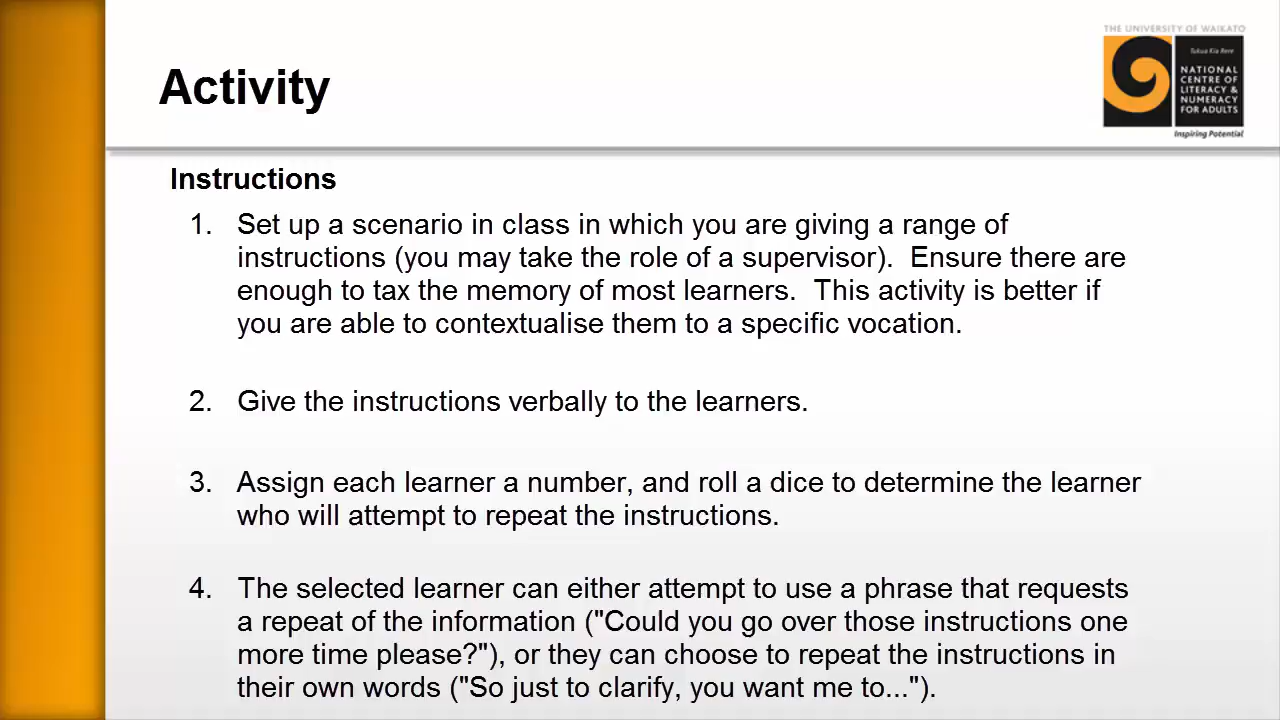 THE UNIVERSITY OF WAIKATO
Tukua Kia Rere
NATIONAL
CENTRE OF
LITERACY &
NUMERACY
FOR ADULTS
Inspiring Potential
Activity
Instructions
1. Set up a scenario in class in which you are giving a range of
instructions (you may take the role of a supervisor). Ensure there are
enough to tax the memory of most learners. This activity is better if
you are able to contextualise them to a specific vocation.
2. Give the instructions verbally to the learners.
3. Assign each learner a number, and roll a dice to determine the learner
who will attempt to repeat the instructions.
4. The selected learner can either attempt to use a phrase that requests
a repeat of the information ("Could you go over those instructions one
more time please?"), or they can choose to repeat the instructions in
their own words ("So just to clarify, you want me to...").